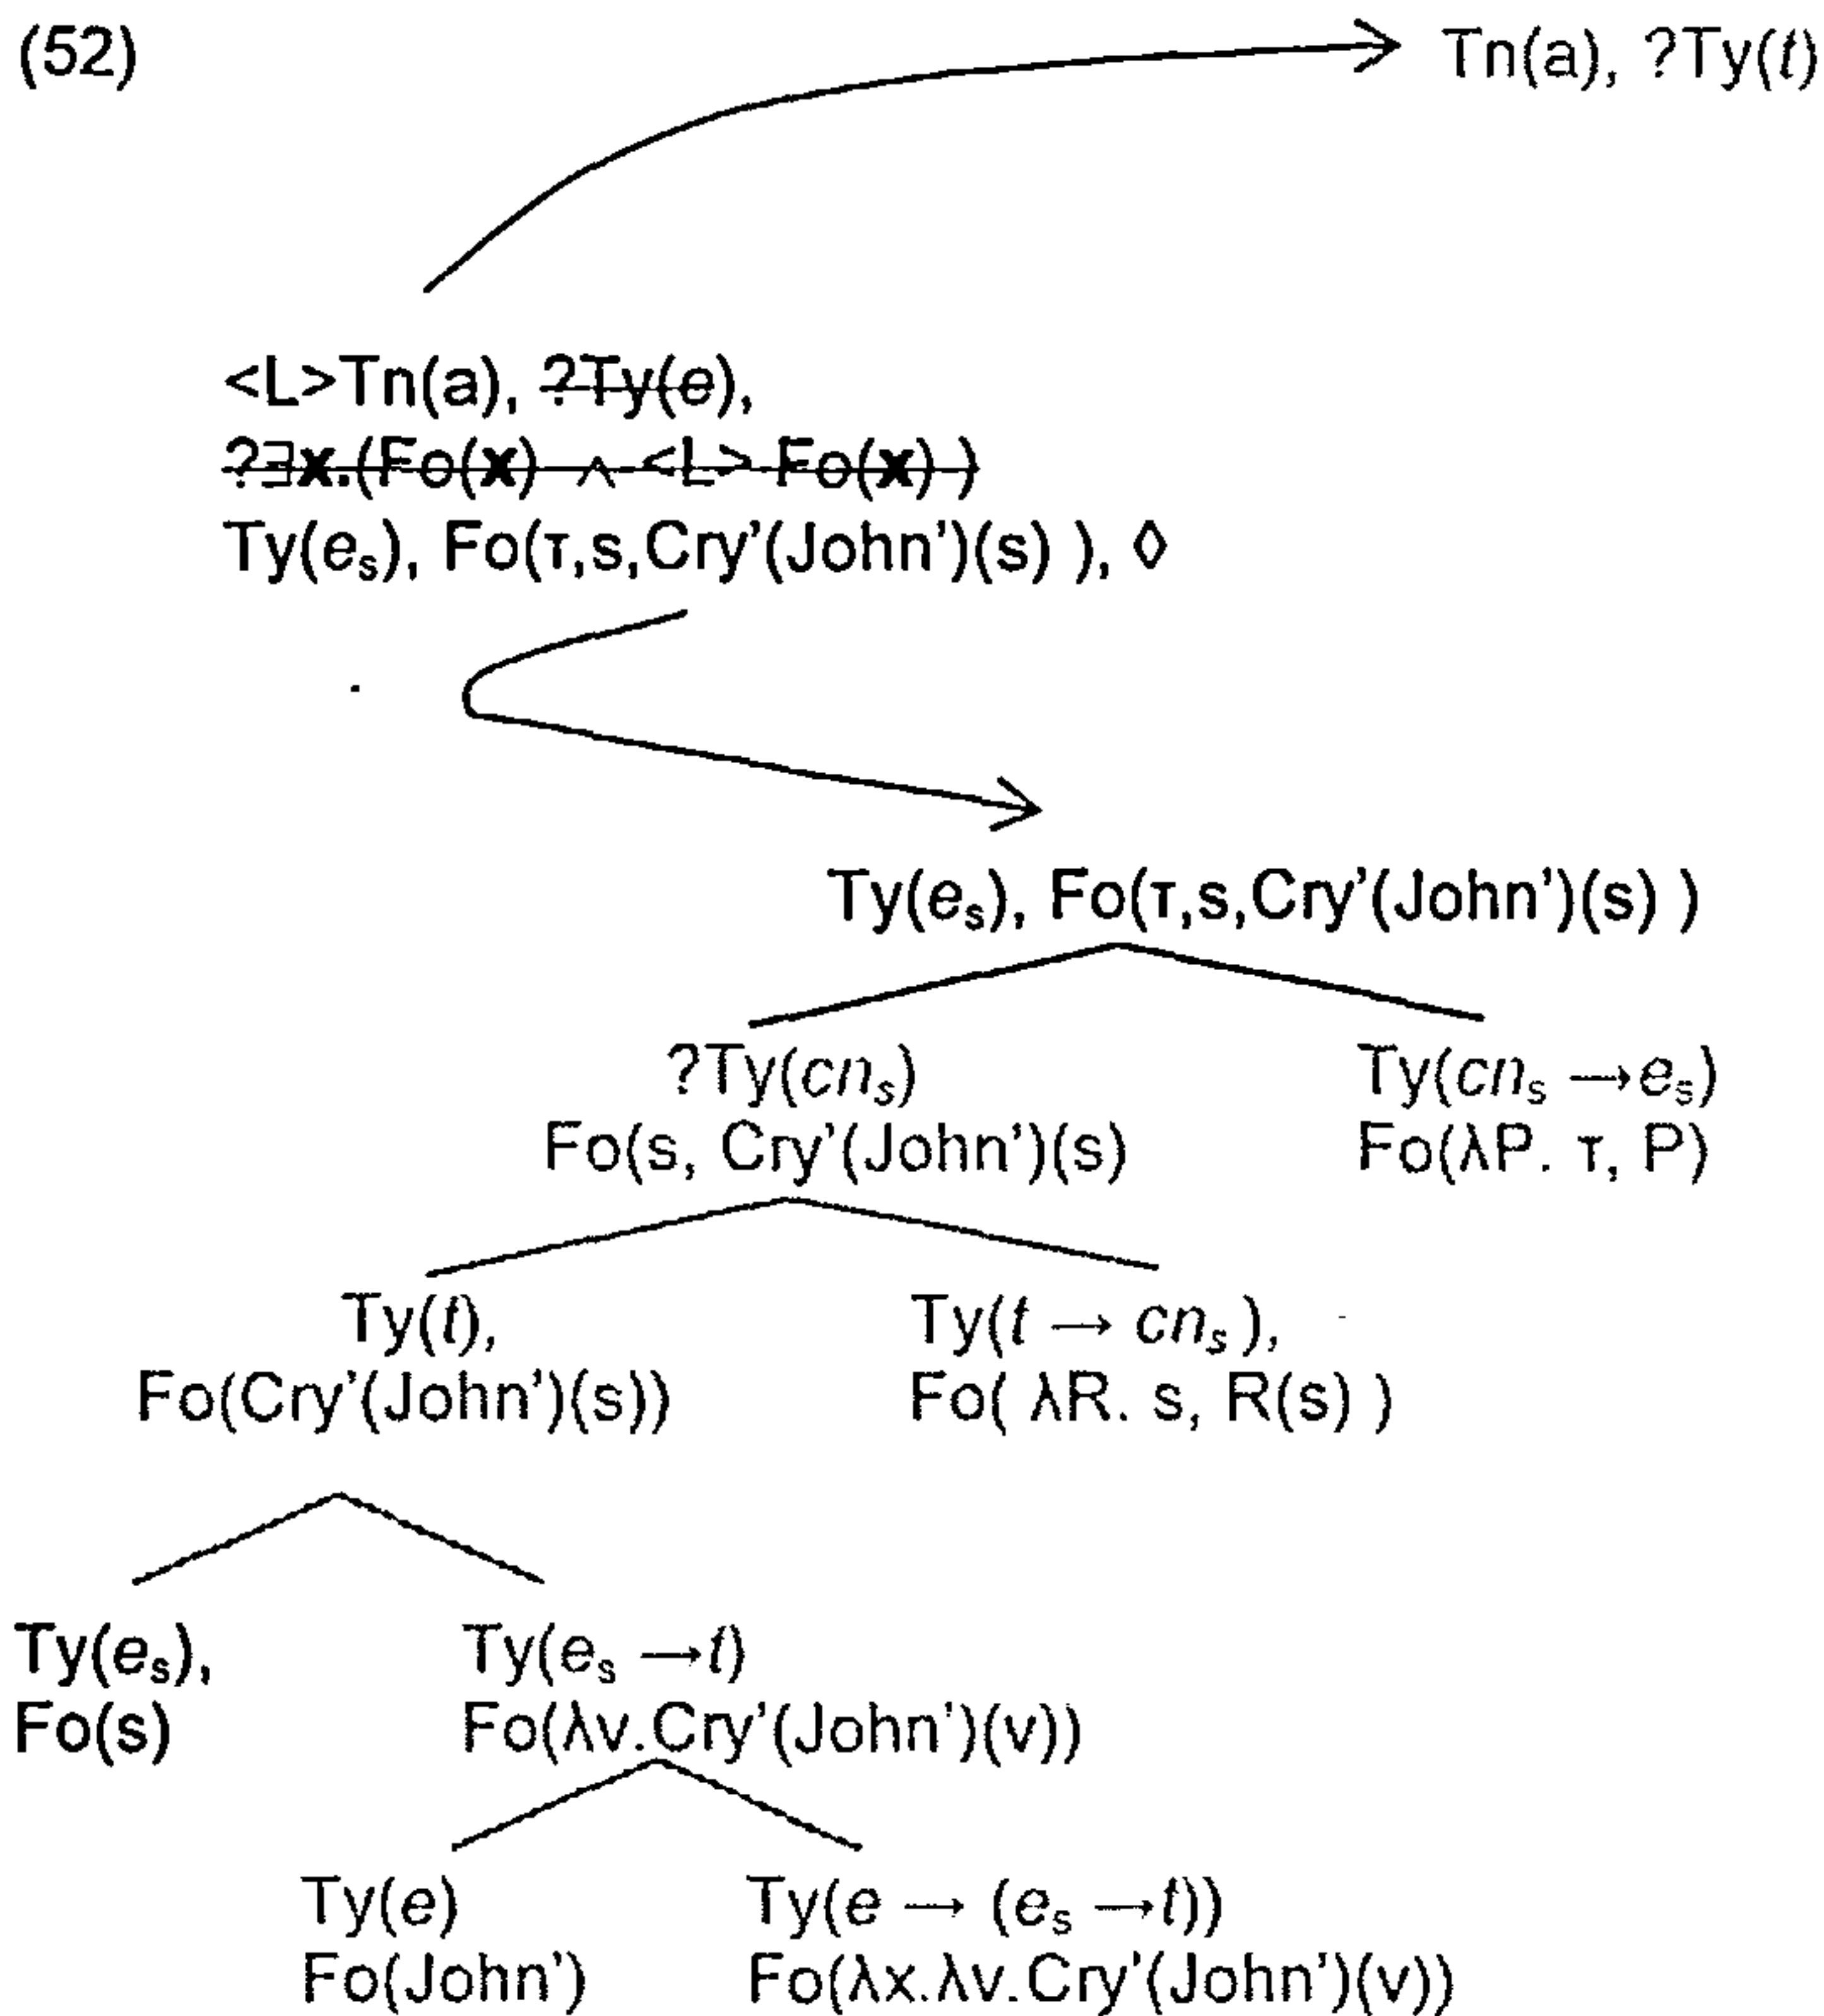 (52) Tn(a), ?Ty(t)
<L>Tn(a), ?Ty(e),
?∃x.(Fo(x) ∧ <L> Fo(x) )
Ty(eₛ), Fo(τ,s,Cry'(John')(s) ), ◊
Ty(eₛ), Fo(τ,s,Cry'(John')(s) )
?Ty(cnₛ) Ty(cnₛ →eₛ)
Fo(s, Cry'(John')(s) Fo(λP. τ, P)
Ty(t), Ty(t → cnₛ ),
Fo(Cry'(John')(s)) Fo( λR. s, R(s) )
Ty(eₛ), Ty(eₛ →t)
Fo(s) Fo(λv.Cry'(John')(v))
Ty(e) Ty(e → (eₛ →t))
Fo(John') Fo(λx.λv.Cry'(John')(v))